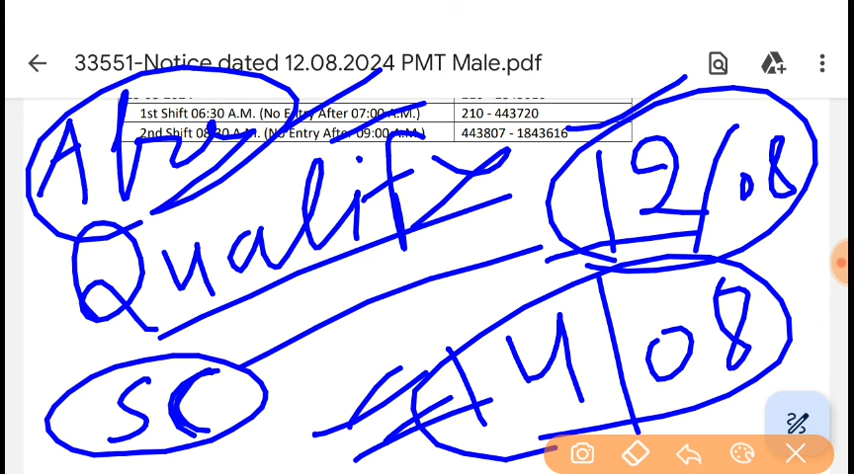 33551-Notice dated 12.08.2024 PMT Male.pdf
1st Shift 06:30 A.M. (No Entry After 07:00 A.M.) 210 - 443720
2nd Shift 08:30 A.M. (No Entry After 09:00 A.M.) 443807 - 1843616
12/08
Qualify
14/08
SC